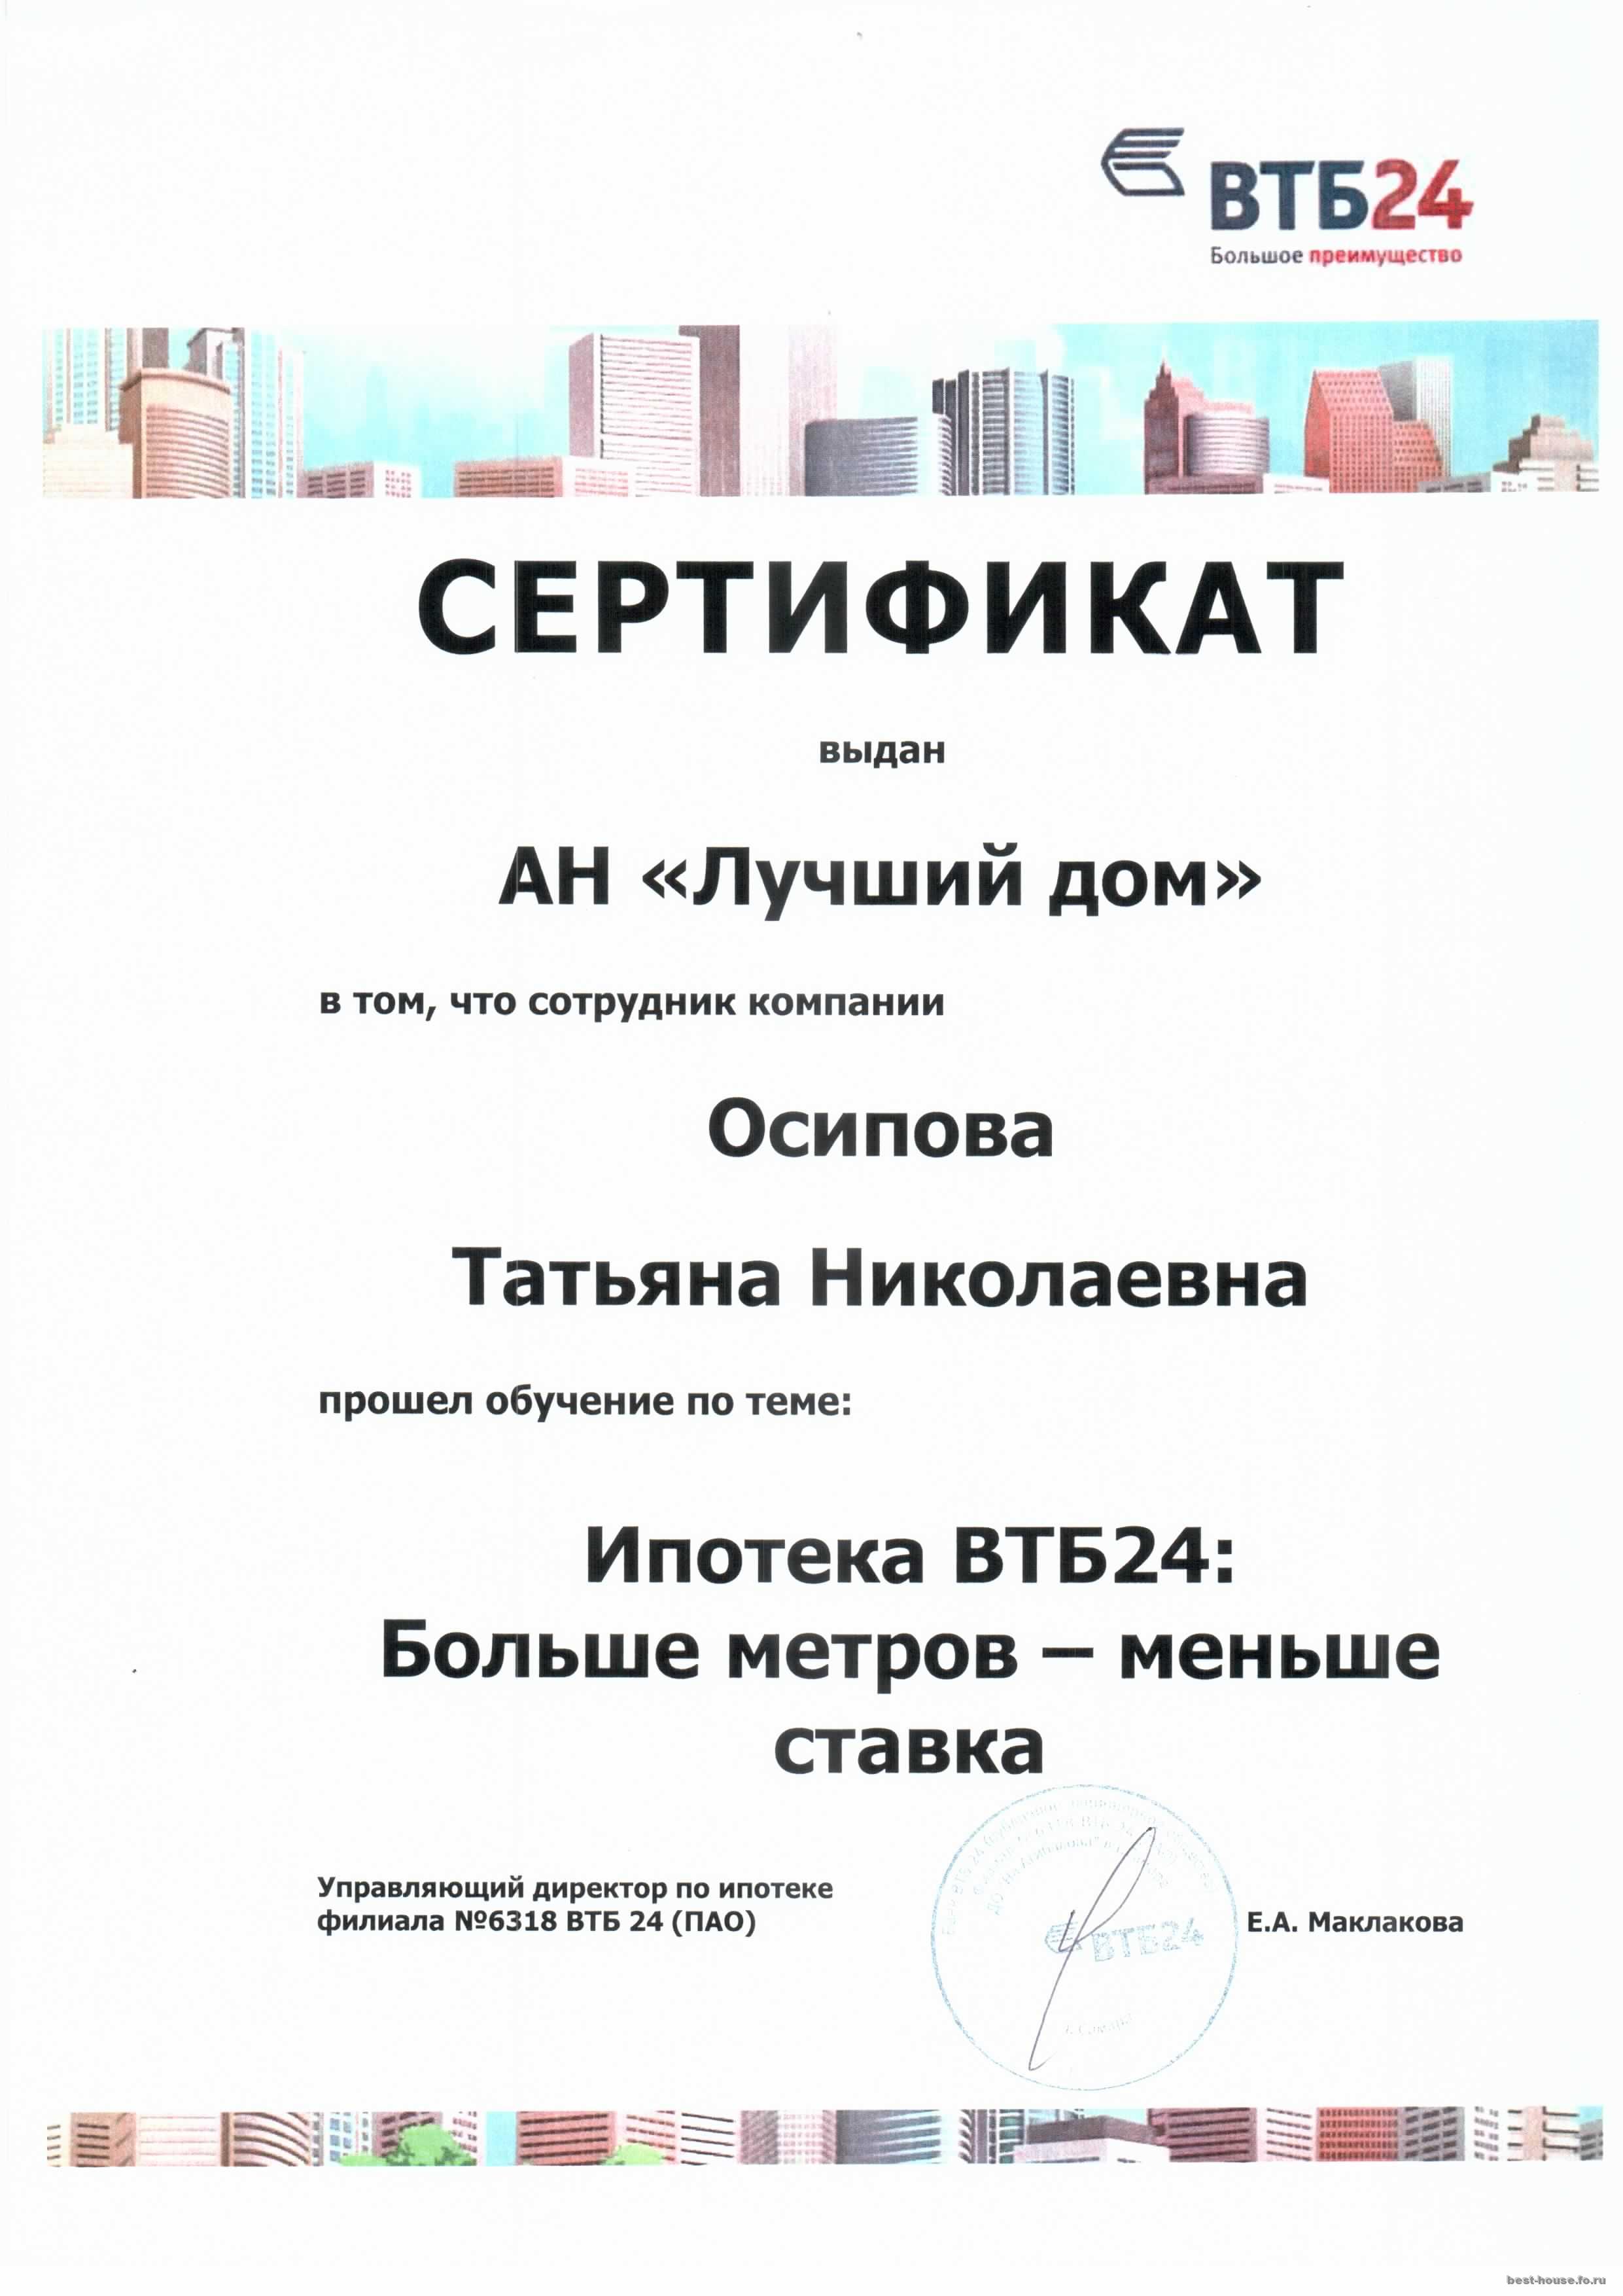 ВТБ24
Большое преимущество
СЕРТИФИКАТ
выдан
АН «Лучший дом»
в том, что сотрудник компании
Осипова
Татьяна Николаевна
прошел обучение по теме:
Ипотека ВТБ24:
Больше метров – меньше
ставка
Управляющий директор по ипотеке
филиала №6318 ВТБ 24 (ПАО)
ВТБ24
г. Самара
Е.А. Маклакова
best-house.fo.ru